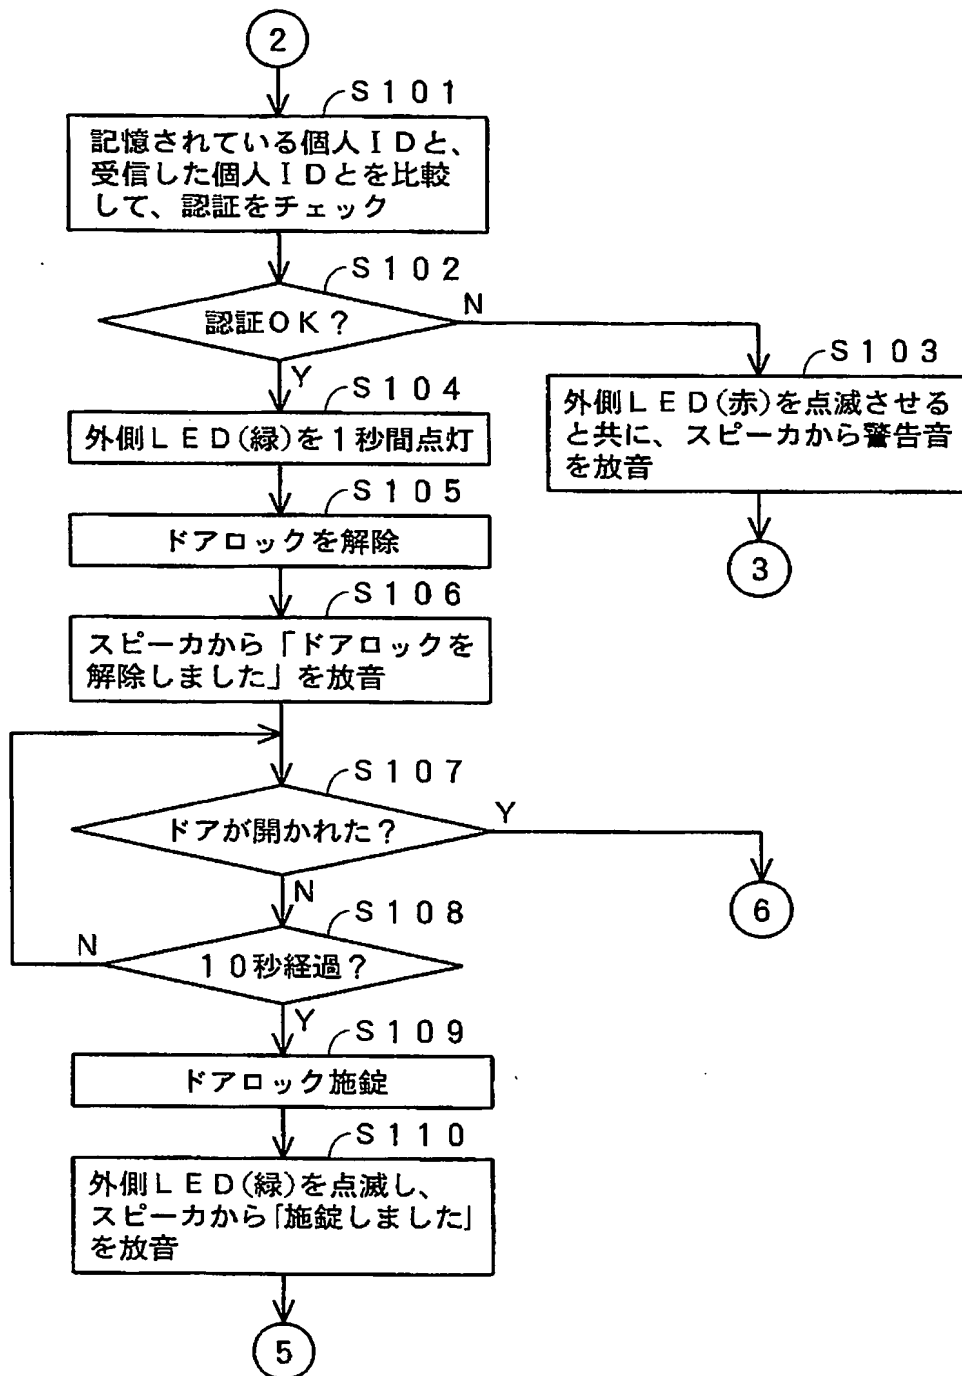 2
S101
記憶されている個人IDと、
受信した個人IDとを比較
して、認証をチェック
S102
認証OK?
N
Y
S103
外側LED(赤)を点滅させる
と共に、スピーカから警告音
を放音
3
S104
外側LED(緑)を1秒間点灯
S105
ドアロックを解除
S106
スピーカから「ドアロックを
解除しました」を放音
S107
ドアが開かれた?
Y
6
N
S108
10秒経過?
N
Y
S109
ドアロック施錠
S110
外側LED(緑)を点滅し、
スピーカから「施錠しました」
を放音
5